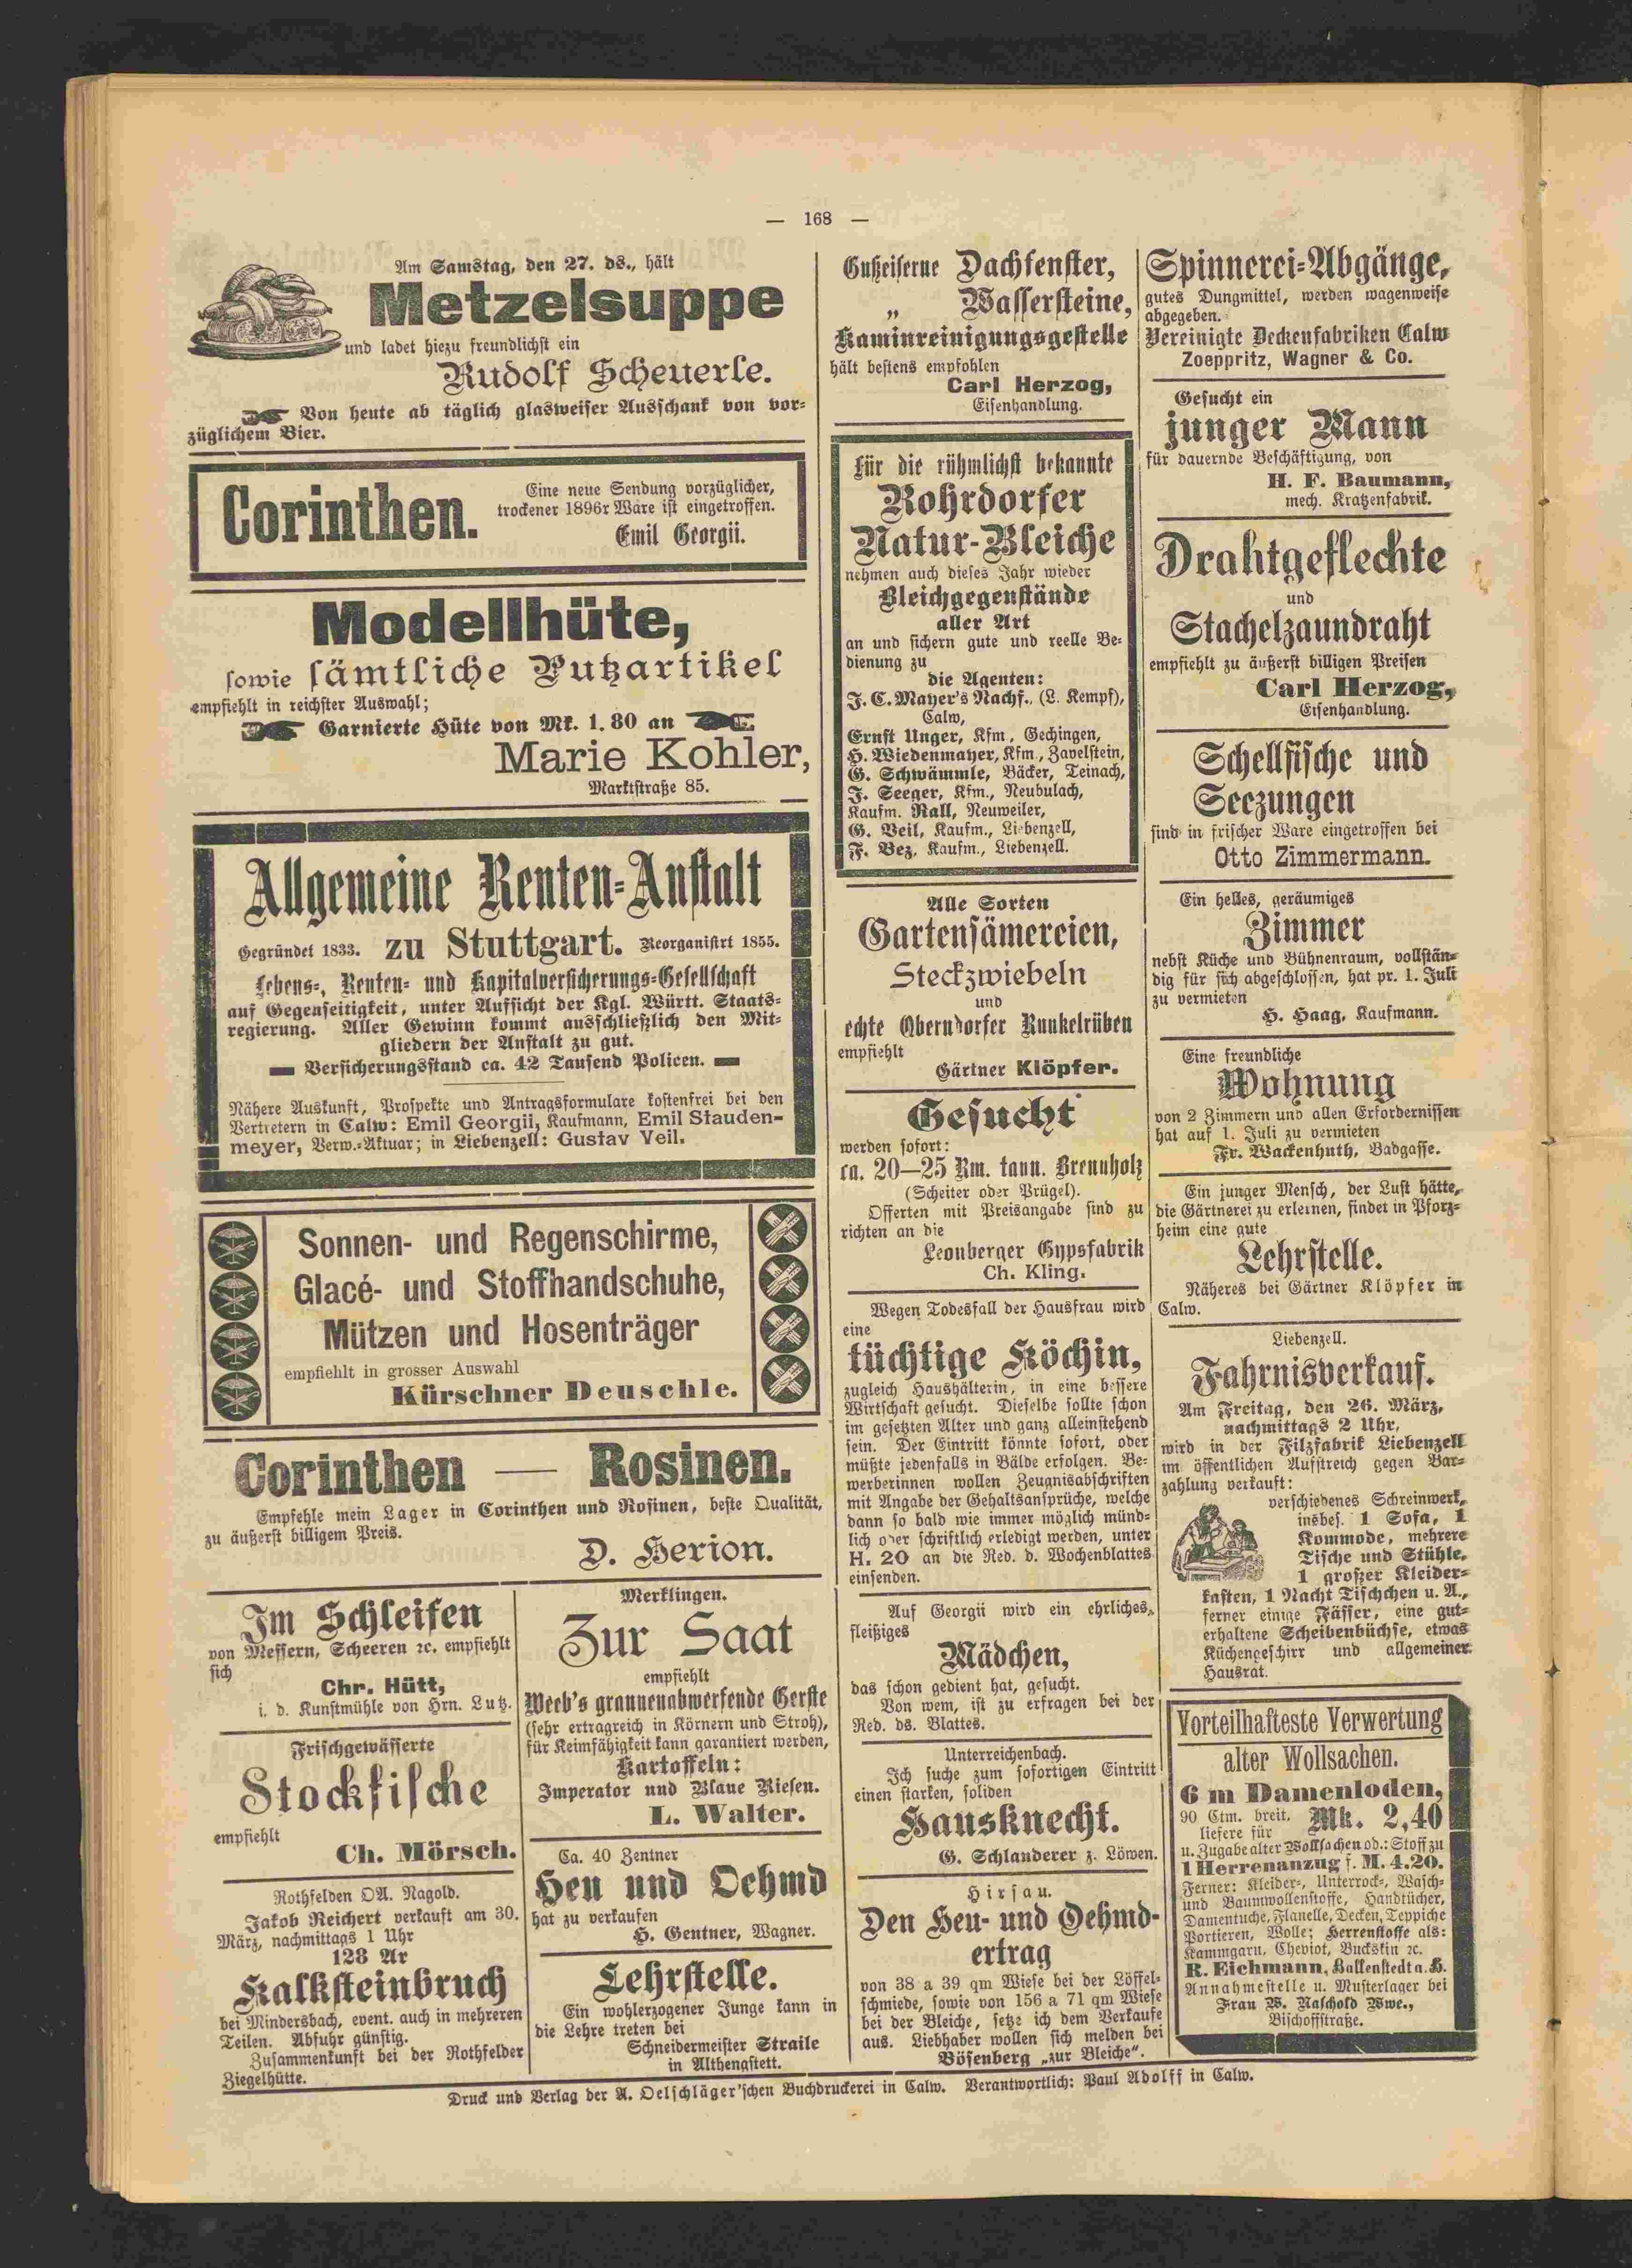 — 168 —
Am Samstag, den 27. ds., hält
Metzelsuppe
und ladet hiezu freundlichst ein
Rudolf Scheuerle.
Von heute ab täglich glasweiser Ausschank von vor-
züglichem Bier.
Corinthen.
Eine neue Sendung vorzüglicher,
trockener 1896r Ware ist eingetroffen.
Emil Georgii.
Modellhüte,
sowie sämtliche Putzartikel
empfiehlt in reichster Auswahl;
Garnierte Hüte von Mk. 1.80 an
Marie Kohler,
Marktstraße 85.
Allgemeine Renten-Anstalt
Gegründet 1833. zu Stuttgart. Reorganisirt 1855.
Lebens-, Renten- und Kapitalversicherungs-Gesellschaft
auf Gegenseitigkeit, unter Aufsicht der Kgl. Württ. Staats-
regierung. Aller Gewinn kommt ausschließlich den Mit-
gliedern der Anstalt zu gut.
Versicherungsstand ca. 42 Tausend Policen.
Nähere Auskunft, Prospekte und Antragsformulare kostenfrei bei den
Vertretern in Calw: Emil Georgii, Kaufmann, Emil Stauden-
meyer, Verw.-Aktuar; in Liebenzell: Gustav Veil.
Sonnen- und Regenschirme,
Glacé- und Stoffhandschuhe,
Mützen und Hosenträger
empfiehlt in grosser Auswahl
Kürschner Deuschle.
Corinthen — Rosinen.
Empfehle mein Lager in Corinthen und Rosinen, beste Qualität,
zu äußerst billigem Preis.
D. Herion.
Im Schleifen
von Messern, Scheeren ꝛc. empfiehlt
sich
Chr. Hütt,
i. d. Kunstmühle von Hrn. Lutz.
Frischgewässerte
Stockfische
empfiehlt
Ch. Mörsch.
Rothfelden OA. Nagold.
Jakob Reichert verkauft am 30.
März, nachmittags 1 Uhr
123 Ar
Kalksteinbruch
bei Mindersbach, event. auch in mehreren
Teilen. Abfuhr günstig.
Zusammenkunft bei der Rothfelder
Ziegelhütte.
Merklingen.
Zur Saat
empfiehlt
Weeb's grannenabwerfende Gerste
(sehr ertragreich in Körnern und Stroh),
für Keimfähigkeit kann garantiert werden,
Kartoffeln:
Imperator und Blaue Riesen.
L. Walter.
Ca. 40 Zentner
Heu und Oehmd
hat zu verkaufen
H. Gentner, Wagner.
Lehrstelle.
Ein wohlerzogener Junge kann in
die Lehre treten bei
Schneidermeister Straile
in Althengstett.
Gußeiserne Dachfenster,
„ Wassersteine,
Kaminreinigungsgestelle
hält bestens empfohlen
Carl Herzog,
Eisenhandlung.
Für die rühmlichst bekannte
Rohrdorfer
Natur-Bleiche
nehmen auch dieses Jahr wieder
Bleichgegenstände
aller Art
an und sichern gute und reelle Be-
dienung zu
die Agenten:
J. C. Mayer's Nachf., (L. Kempf),
Calw,
Ernst Unger, Kfm., Gechingen,
H. Wiedenmayer, Kfm., Zavelstein,
G. Schwämmle, Bäcker, Teinach,
J. Seeger, Kfm., Neubulach,
Kaufm. Rall, Neuweiler,
G. Veil, Kaufm., Liebenzell,
F. Bez, Kaufm., Liebenzell.
Alle Sorten
Gartensämereien,
Steckzwiebeln
und
echte Oberndorfer Runkelrüben
empfiehlt
Gärtner Klöpfer.
Gesucht
werden sofort:
ca. 20—25 Rm. tann. Brennholz
(Scheiter oder Prügel).
Offerten mit Preisangabe sind zu
richten an die
Leonberger Gypsfabrik
Ch. Kling.
Wegen Todesfall der Hausfrau wird
eine
tüchtige Köchin,
zugleich Haushälterin, in eine bessere
Wirtschaft gesucht. Dieselbe sollte schon
im gesetzten Alter und ganz alleinstehend
sein. Der Eintritt könnte sofort, oder
müßte jedenfalls in Bälde erfolgen. Be-
werberinnen wollen Zeugnisabschriften
mit Angabe der Gehaltsansprüche, welche
dann so bald wie immer möglich münd-
lich oder schriftlich erledigt werden, unter
H. 20 an die Red. d. Wochenblattes
einsenden.
Auf Georgii wird ein ehrliches,
fleißiges
Mädchen,
das schon gedient hat, gesucht.
Von wem, ist zu erfragen bei der
Red. ds. Blattes.
Unterreichenbach.
Ich suche zum sofortigen Eintritt
einen starken, soliden
Hausknecht.
G. Schlanderer z. Löwen.
Hirsau.
Den Heu- und Oehmd-
ertrag
von 38 a 39 qm Wiese bei der Löffel-
schmiede, sowie von 156 a 71 qm Wiese
bei der Bleiche, setze ich dem Verkaufe
aus. Liebhaber wollen sich melden bei
Bösenberg „zur Bleiche“.
Spinnerei-Abgänge,
gutes Dungmittel, werden wagenweise
abgegeben.
Vereinigte Deckenfabriken Calw
Zoeppritz, Wagner & Co.
Gesucht ein
junger Mann
für dauernde Beschäftigung, von
H. F. Baumann,
mech. Kratzenfabrik.
Drahtgeflechte
und
Stachelzaundraht
empfiehlt zu äußerst billigen Preisen
Carl Herzog,
Eisenhandlung.
Schellfische und
Seezungen
sind in frischer Ware eingetroffen bei
Otto Zimmermann.
Ein helles, geräumiges
Zimmer
nebst Küche und Bühnenraum, vollstän-
dig für sich abgeschlossen, hat pr. 1. Juli
zu vermieten
H. Haag, Kaufmann.
Eine freundliche
Wohnung
von 2 Zimmern und allen Erfordernissen
hat auf 1. Juli zu vermieten
Fr. Wackenhuth, Badgasse.
Ein junger Mensch, der Lust hätte,
die Gärtnerei zu erlernen, findet in Pforz-
heim eine gute
Lehrstelle.
Näheres bei Gärtner Klöpfer in
Calw.
Liebenzell.
Fahrnisverkauf.
Am Freitag, den 26. März,
nachmittags 2 Uhr,
wird in der Filzfabrik Liebenzell
im öffentlichen Aufstreich gegen Bar-
zahlung verkauft:
verschiedenes Schreinwerk,
insbes. 1 Sofa, 1
Kommode, mehrere
Tische und Stühle,
1 großer Kleider-
kasten, 1 Nacht Tischchen u. A.,
ferner einige Fässer, eine gut-
erhaltene Scheibenbüchse, etwas
Küchengeschirr und allgemeiner
Hausrat.
Vorteilhafteste Verwertung
alter Wollsachen.
6 m Damenloden,
90 Ctm. breit, Mk. 2,40
liefere für
u. Zugabe alter Wollsachen od.: Stoff zu
1 Herrenanzug f. M. 4.20.
Ferner: Kleider-, Unterrock-, Wasch-
und Baumwollenstoffe, Handtücher,
Damentuche, Flanelle, Decken, Teppiche
Portieren, Wolle; Herrenstoffe als:
Kammgarn, Cheviot, Buckskin ꝛc.
R. Eichmann, Ballenstedt a. H.
Annahmestelle u. Musterlager bei
Frau W. Raschold Wwe.,
Bischoffstraße.
Druck und Verlag der A. Oelschläger'schen Buchdruckerei in Calw. Verantwortlich: Paul Adolff in Calw.